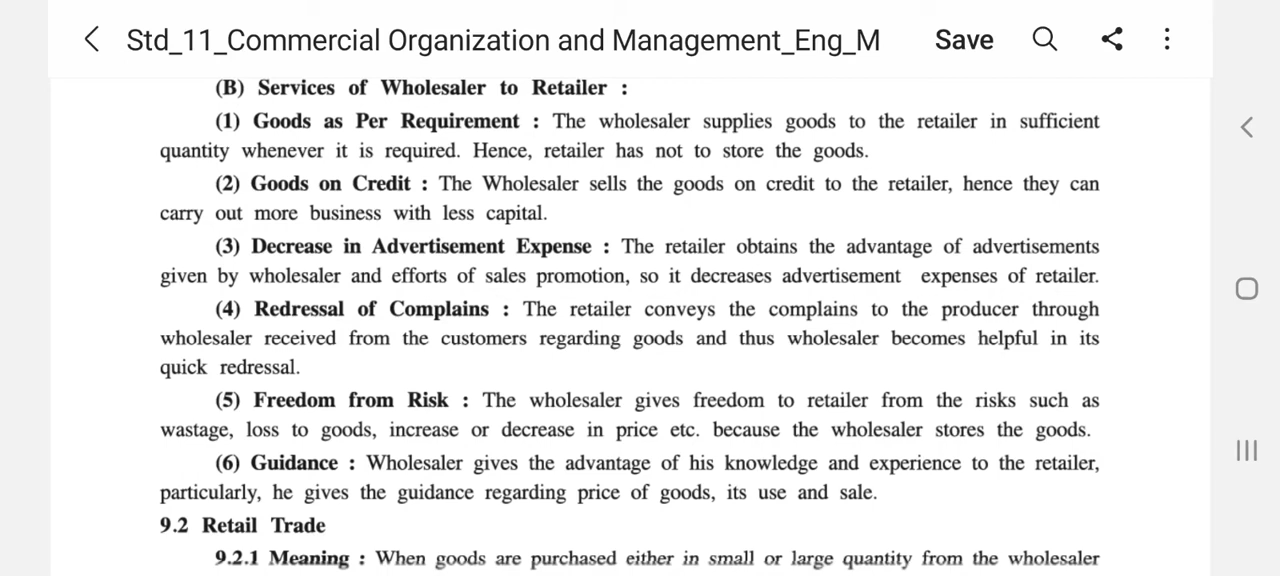 Std_11_Commercial Organization and Management_Eng_M Save
(B) Services of Wholesaler to Retailer :
(1) Goods as Per Requirement : The wholesaler supplies goods to the retailer in sufficient
quantity whenever it is required. Hence, retailer has not to store the goods.
(2) Goods on Credit : The Wholesaler sells the goods on credit to the retailer, hence they can
carry out more business with less capital.
(3) Decrease in Advertisement Expense : The retailer obtains the advantage of advertisements
given by wholesaler and efforts of sales promotion, so it decreases advertisement expenses of retailer.
(4) Redressal of Complains : The retailer conveys the complains to the producer through
wholesaler received from the customers regarding goods and thus wholesaler becomes helpful in its
quick redressal.
(5) Freedom from Risk : The wholesaler gives freedom to retailer from the risks such as
wastage, loss to goods, increase or decrease in price etc. because the wholesaler stores the goods.
(6) Guidance : Wholesaler gives the advantage of his knowledge and experience to the retailer,
particularly, he gives the guidance regarding price of goods, its use and sale.
9.2 Retail Trade
9.2.1 Meaning : When goods are purchased either in small or large quantity from the wholesaler